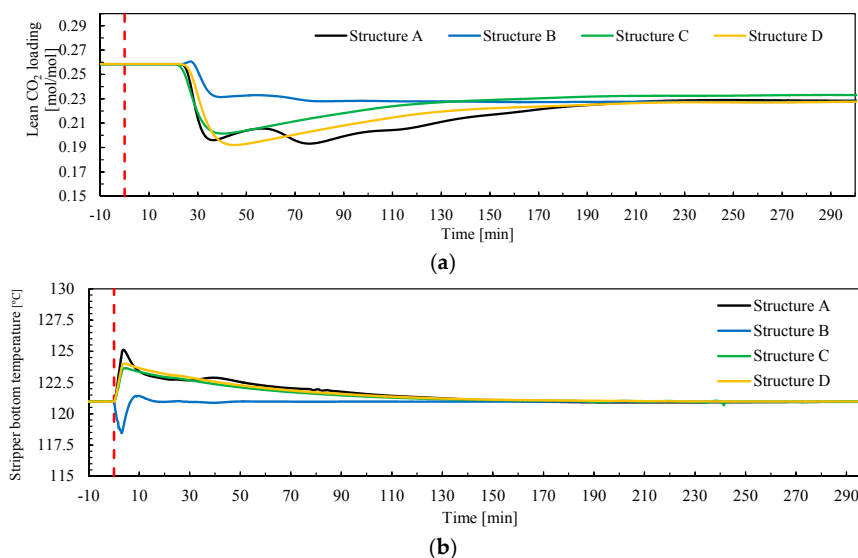 0.29
0.27
0.25
0.23
0.21
0.19
0.17
0.15
Lean CO₂ loading
[mol/mol]
Structure A Structure B Structure C Structure D
-10 10 30 50 70 90 110 130 150 170 190 210 230 250 270 290
Time [min]
(a)
130
127.5
125
122.5
120
117.5
115
Stripper bottom temperature [°C]
Structure A
Structure B
Structure C
Structure D
-10 10 30 50 70 90 110 130 150 170 190 210 230 250 270 290
Time [min]
(b)